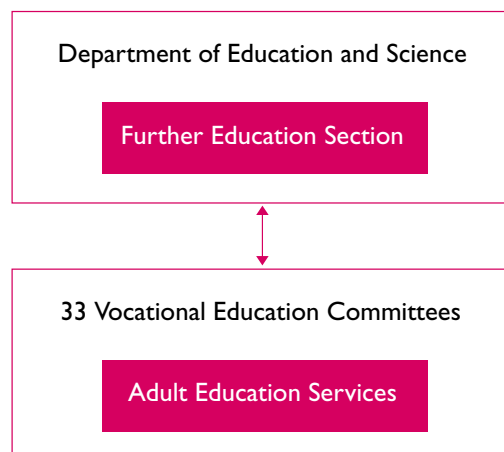 Department of Education and Science
Further Education Section
33 Vocational Education Committees
Adult Education Services